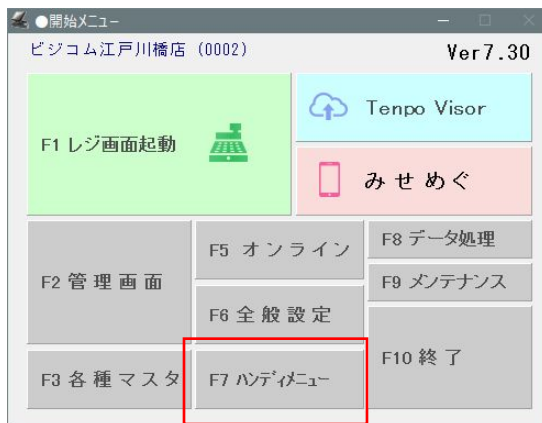 ●開始メニュー
ビジコム江戸川橋店 (0002)
Ver7.30
F1 レジ画面起動
Tenpo Visor
みせめぐ
F2 管理画面
F5 オンライン
F8 データ処理
F9 メンテナンス
F6 全般設定
F3 各種マスタ
F7 ハンディメニュー
F10 終了